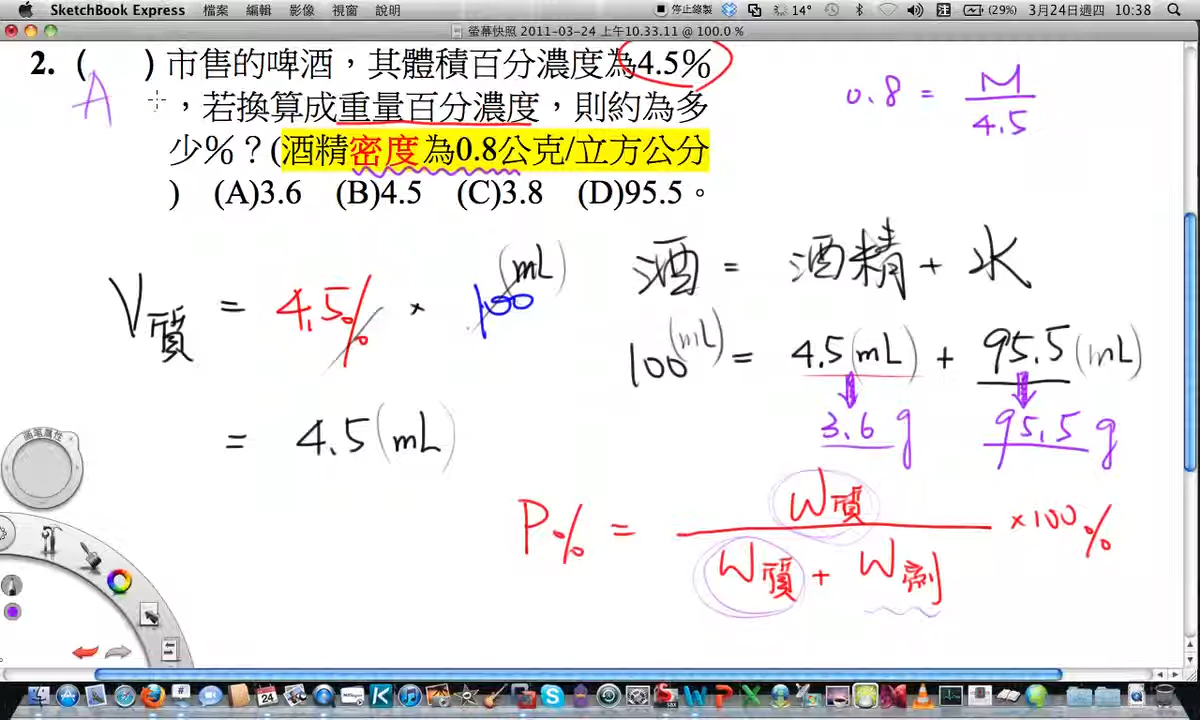 SketchBook Express 檔案 編輯 影像 視窗 說明 停止錄製 14° 注 (29%) 3月24日週四 10:38
螢幕快照 2011-03-24 上午10.33.11 @ 100.0 %
2. ( A ) 市售的啤酒，其體積百分濃度為4.5%
，若換算成重量百分濃度，則約為多
少%？(酒精密度為0.8公克/立方公分
) (A)3.6 (B)4.5 (C)3.8 (D)95.5。
0.8 = M/4.5
V質 = 4.5% × 100(mL)
= 4.5(mL)
酒 = 酒精 + 水
100(mL) = 4.5(mL) + 95.5(mL)
3.6 g 95.5 g
P% = W質 / W質 + W劑 ×100%
画笔属性
24